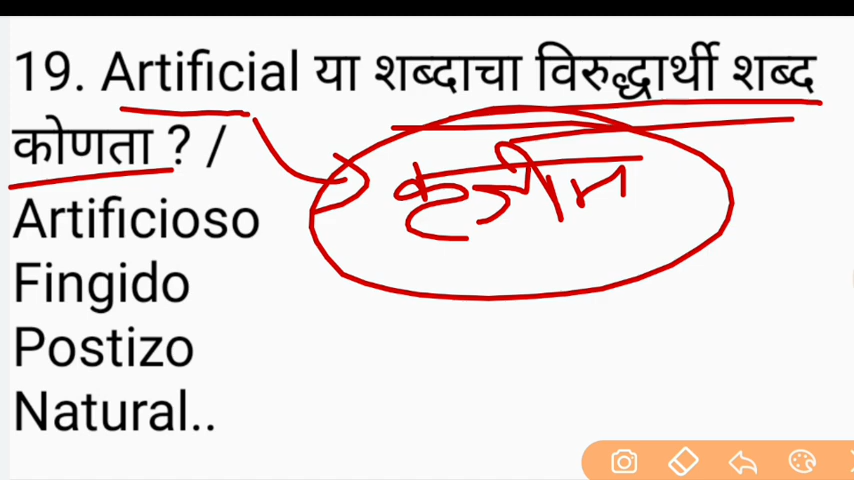 19. Artificial या शब्दाचा विरुद्धार्थी शब्द
कोणता ? /
Artificioso
Fingido
Postizo
Natural..